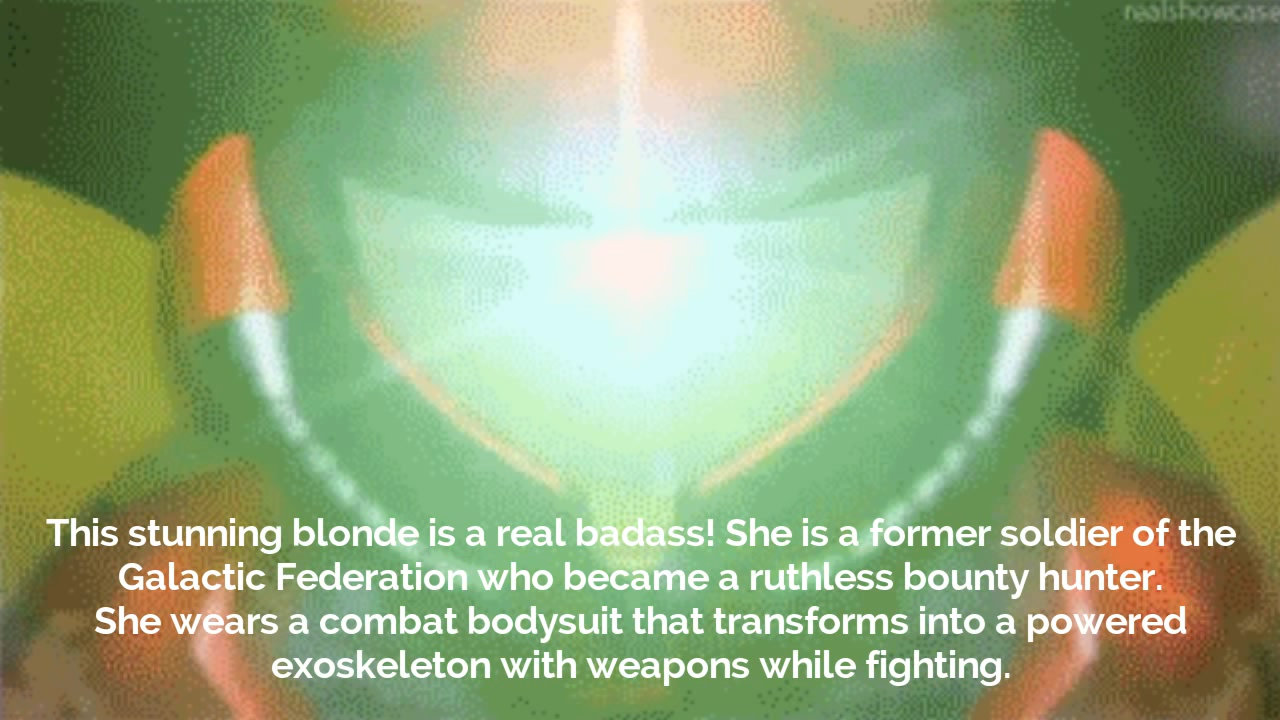 realshowcase
This stunning blonde is a real badass! She is a former soldier of the
Galactic Federation who became a ruthless bounty hunter.
She wears a combat bodysuit that transforms into a powered
exoskeleton with weapons while fighting.